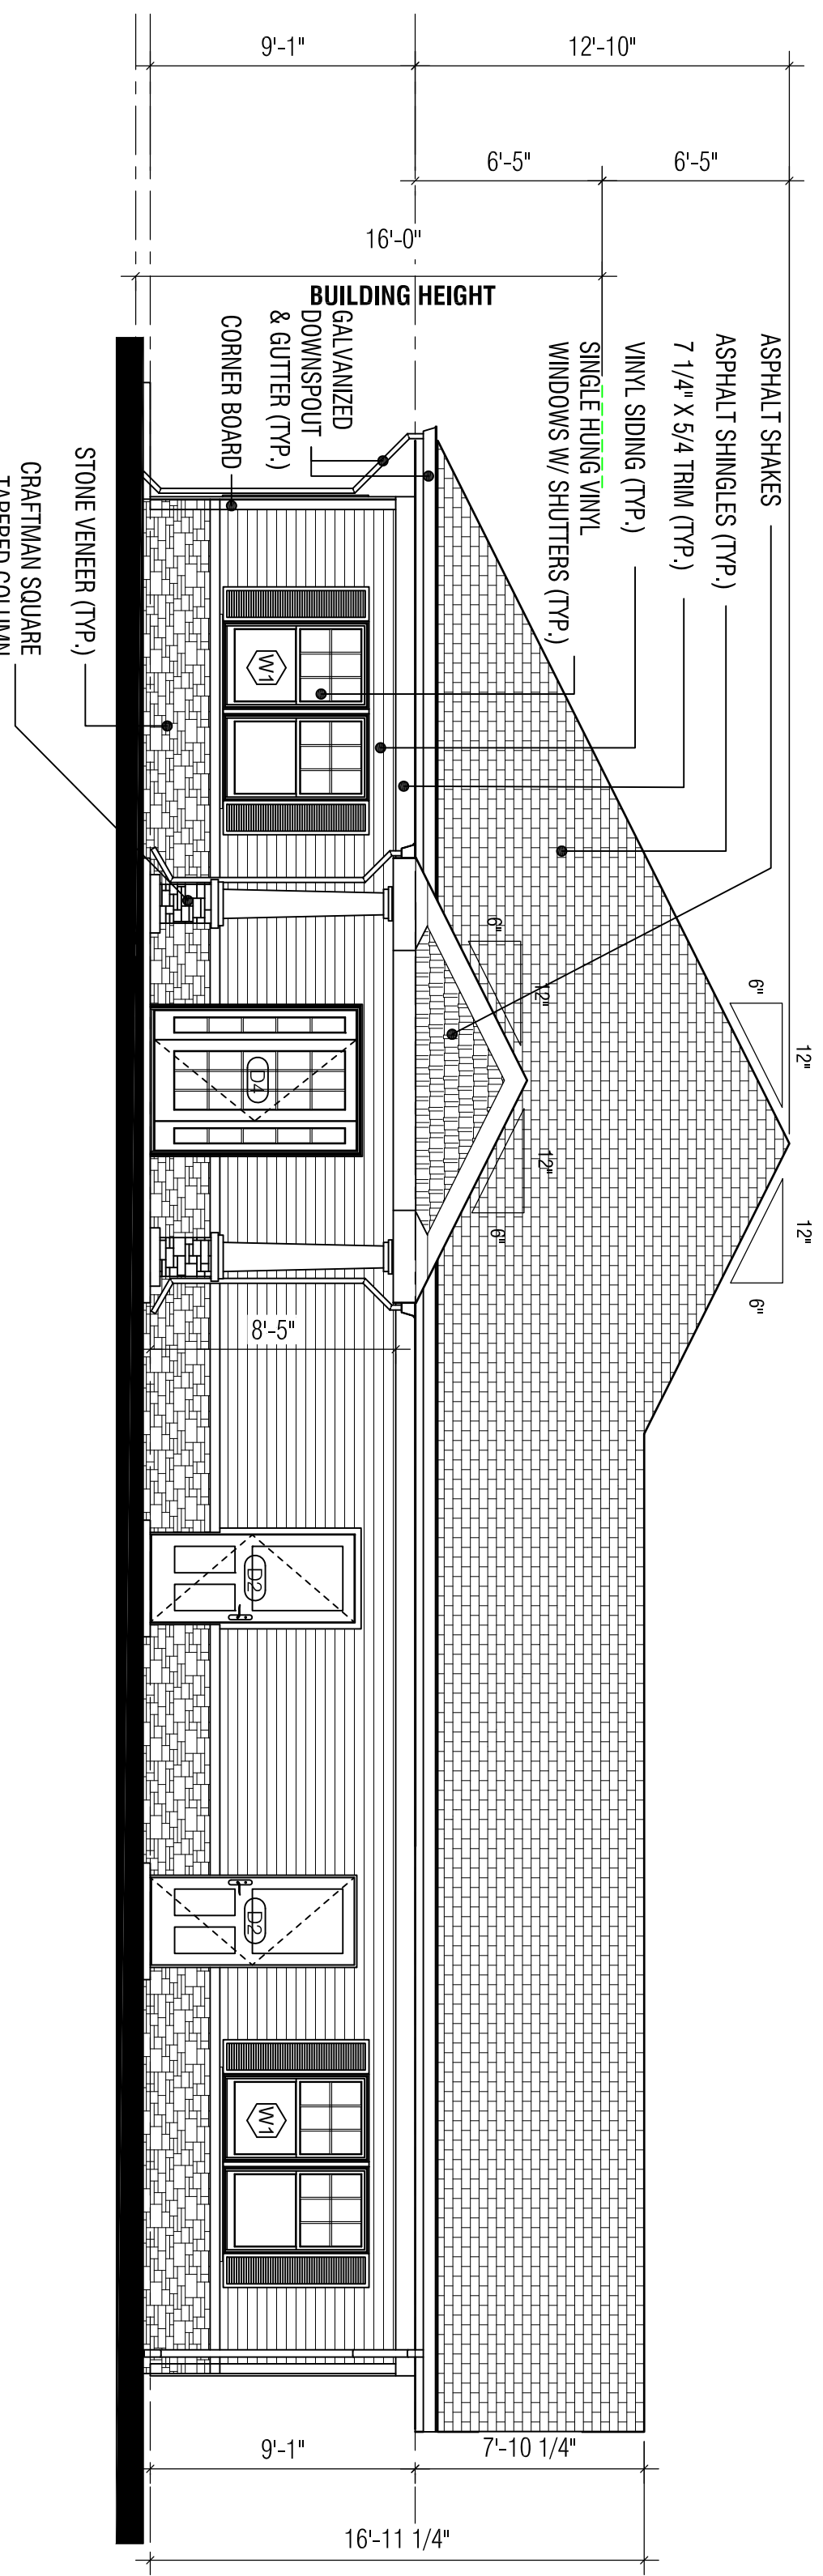 9'-1"
12'-10"
6'-5"
6'-5"
16'-0"
BUILDING HEIGHT
ASPHALT SHAKES
ASPHALT SHINGLES (TYP.)
7 1/4" X 5/4 TRIM (TYP.)
VINYL SIDING (TYP.)
SINGLE HUNG VINYL
WINDOWS W/ SHUTTERS (TYP.)
GALVANIZED
DOWNSPOUT
& GUTTER (TYP.)
CORNER BOARD
STONE VENEER (TYP.)
CRAFTMAN SQUARE
TAPERED COLUMN
W1
6"
12"
12"
6"
6"
12"
12"
6"
D4
8'-5"
D2
D2
W1
9'-1"
7'-10 1/4"
16'-11 1/4"